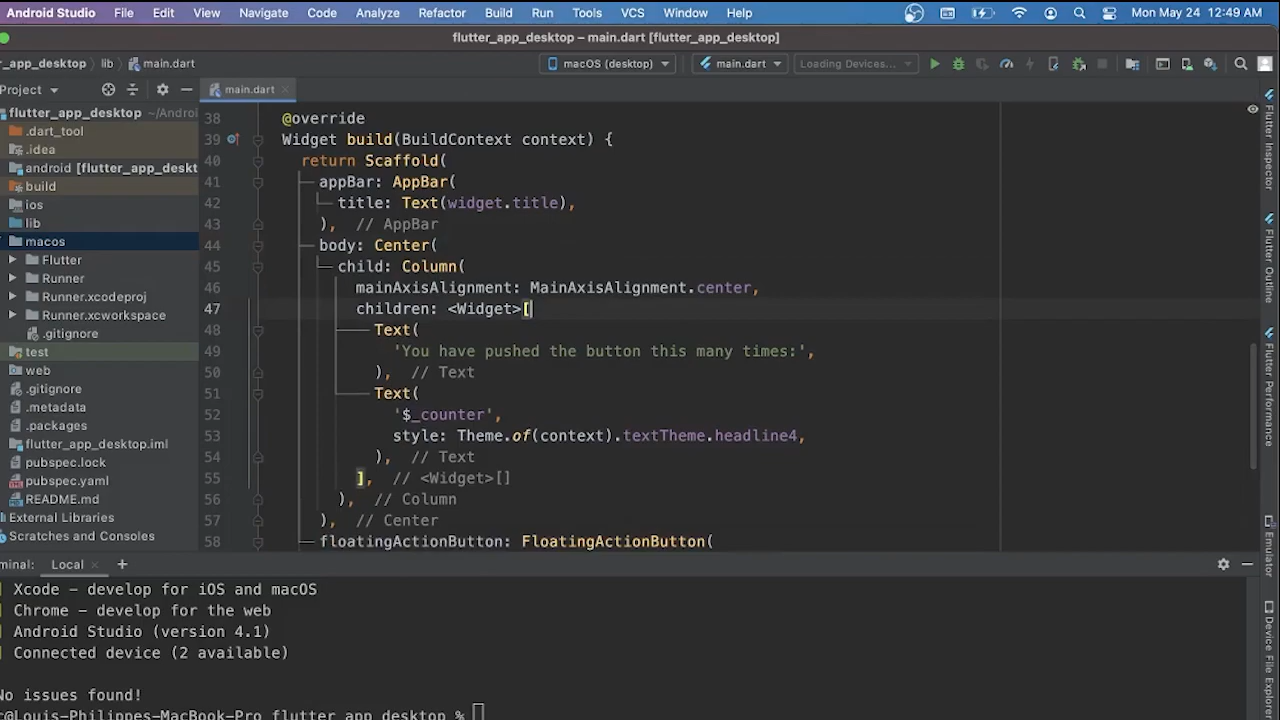 Android Studio File Edit View Navigate Code Analyze Refactor Build Run Tools VCS Window Help Mon May 24 12:49 AM
flutter_app_desktop – main.dart [flutter_app_desktop]
r_app_desktop lib main.dart macOS (desktop) main.dart Loading Devices...
Project main.dart
flutter_app_desktop ~/Androi
.dart_tool
.idea
android [flutter_app_deskt
build
ios
lib
macos
Flutter
Runner
Runner.xcodeproj
Runner.xcworkspace
.gitignore
test
web
.gitignore
.metadata
.packages
flutter_app_desktop.iml
pubspec.lock
pubspec.yaml
README.md
External Libraries
Scratches and Consoles
38 @override
39 Widget build(BuildContext context) {
40 return Scaffold(
41 appBar: AppBar(
42 title: Text(widget.title),
43 ), // AppBar
44 body: Center(
45 child: Column(
46 mainAxisAlignment: MainAxisAlignment.center,
47 children: <Widget>[
48 Text(
49 'You have pushed the button this many times:',
50 ), // Text
51 Text(
52 '$_counter',
53 style: Theme.of(context).textTheme.headline4,
54 ), // Text
55 ], // <Widget>[]
56 ), // Column
57 ), // Center
58 floatingActionButton: FloatingActionButton(
Flutter Inspector
Flutter Outline
Flutter Performance
Emulator
Device File Explorer
minal: Local +
Xcode – develop for iOS and macOS
Chrome – develop for the web
Android Studio (version 4.1)
Connected device (2 available)
No issues found!
r@Louis-Philippes-MacBook-Pro flutter_app_desktop %